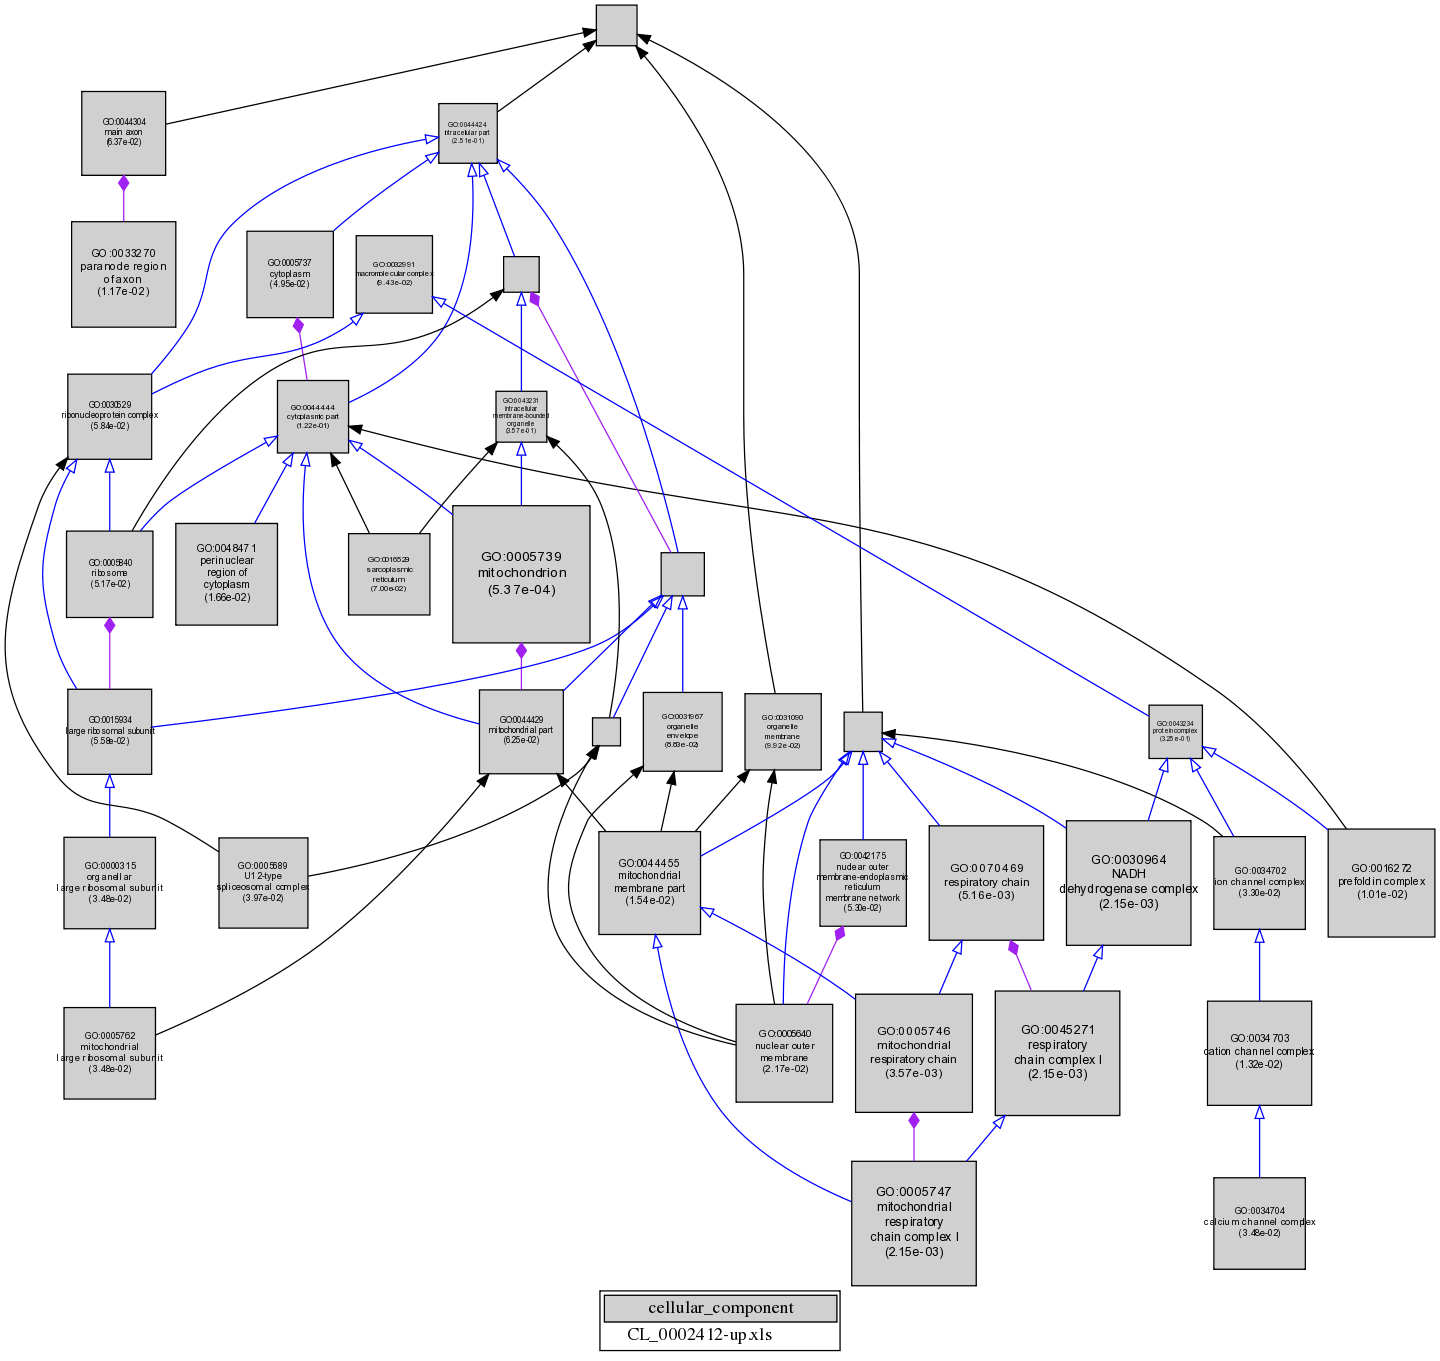 GO:0044304
main axon
(6.37e-02)
GO:0044424
intracellular part
(2.51e-01)
GO:0033270
paranode region
of axon
(1.17e-02)
GO:0005737
cytoplasm
(4.95e-02)
GO:0032991
macromolecular complex
(9.43e-02)
GO:0030529
ribonucleoprotein complex
(5.84e-02)
GO:0044444
cytoplasmic part
(1.22e-01)
GO:0043231
intracellular
membrane-bounded
organelle
(3.57e-01)
GO:0005840
ribosome
(5.17e-02)
GO:0048471
perinuclear
region of
cytoplasm
(1.66e-02)
GO:0016529
sarcoplasmic
reticulum
(7.00e-02)
GO:0005739
mitochondrion
(5.37e-04)
GO:0015934
large ribosomal subunit
(5.58e-02)
GO:0044429
mitochondrial part
(6.25e-02)
GO:0031967
organelle
envelope
(8.63e-02)
GO:0031090
organelle
membrane
(9.92e-02)
GO:0043234
protein complex
(3.25e-01)
GO:0000315
organellar
large ribosomal subunit
(3.48e-02)
GO:0005689
U12-type
spliceosomal complex
(3.97e-02)
GO:0044455
mitochondrial
membrane part
(1.54e-02)
GO:0042175
nuclear outer
membrane-endoplasmic
reticulum
membrane network
(5.30e-02)
GO:0070469
respiratory chain
(5.16e-03)
GO:0030964
NADH
dehydrogenase complex
(2.15e-03)
GO:0034702
ion channel complex
(3.30e-02)
GO:0016272
prefoldin complex
(1.01e-02)
GO:0005762
mitochondrial
large ribosomal subunit
(3.48e-02)
GO:0005640
nuclear outer
membrane
(2.17e-02)
GO:0005746
mitochondrial
respiratory chain
(3.57e-03)
GO:0045271
respiratory
chain complex I
(2.15e-03)
GO:0034703
cation channel complex
(1.32e-02)
GO:0005747
mitochondrial
respiratory
chain complex I
(2.15e-03)
GO:0034704
calcium channel complex
(3.48e-02)
cellular_component
CL_0002412-up.xls